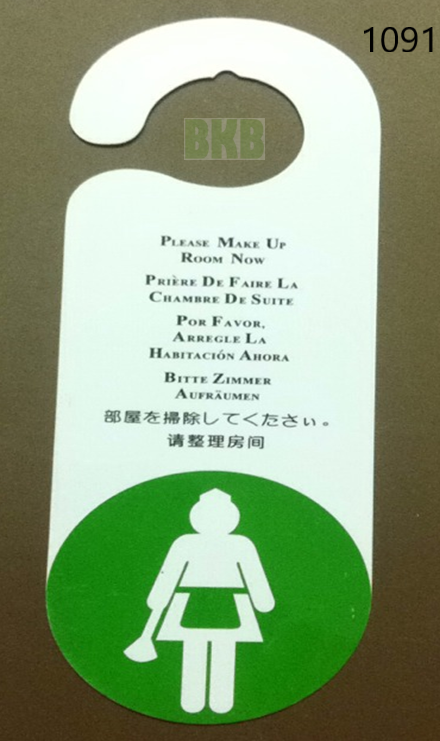 1091
BKB
PLEASE MAKE UP
ROOM NOW
PRIÈRE DE FAIRE LA
CHAMBRE DE SUITE
POR FAVOR,
ARREGLE LA
HABITACIÓN AHORA
BITTE ZIMMER
AUFRÄUMEN
部屋を掃除してください。
请整理房间